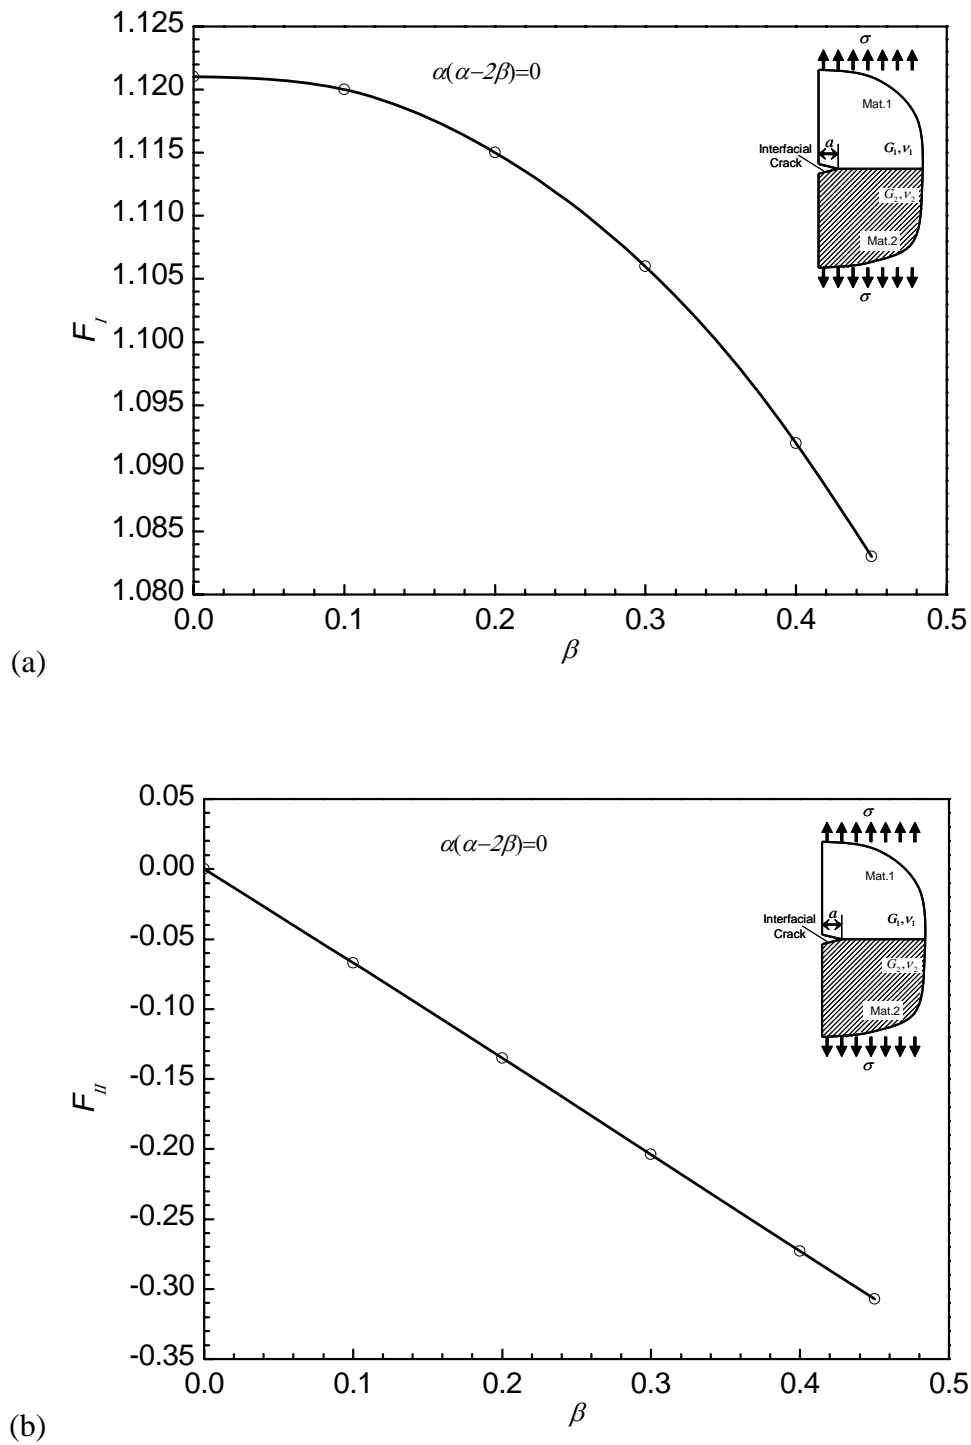 1.125
1.120
1.115
1.110
1.105
1.100
1.095
1.090
1.085
1.080
F_I
α(α−2β)=0
σ
Mat.1
a
G₁,ν₁
Interfacial
Crack
G₂,ν₂
Mat.2
σ
0.0 0.1 0.2 0.3 0.4 0.5
β
(a)
0.05
0.00
-0.05
-0.10
-0.15
-0.20
-0.25
-0.30
-0.35
F_II
α(α−2β)=0
σ
Mat.1
a
G₁,ν₁
Interfacial
Crack
G₂,ν₂
Mat.2
σ
0.0 0.1 0.2 0.3 0.4 0.5
β
(b)